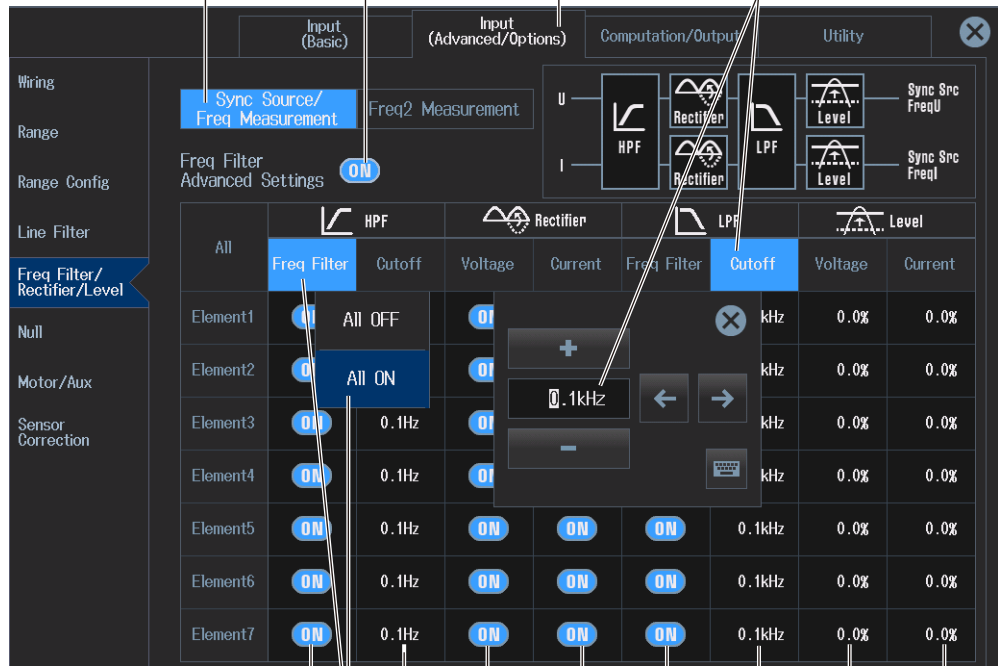 Input
(Basic)
Input
(Advanced/Options)
Computation/Output
Utility
Wiring
Range
Range Config
Line Filter
Freq Filter/
Rectifier/Level
Null
Motor/Aux
Sensor
Correction
Sync Source/
Freq Measurement
Freq2 Measurement
Freq Filter
Advanced Settings
ON
U
I
HPF
Rectifier
Rectifier
LPF
Level
Level
Sync Src
FreqU
Sync Src
FreqI
All
HPF
Rectifier
LPF
Level
Freq Filter
Cutoff
Voltage
Current
Freq Filter
Cutoff
Voltage
Current
All OFF
All ON
0.1kHz
Element1 kHz 0.0% 0.0%
Element2 kHz 0.0% 0.0%
Element3 ON 0.1Hz kHz 0.0% 0.0%
Element4 ON 0.1Hz kHz 0.0% 0.0%
Element5 ON 0.1Hz ON ON ON 0.1kHz 0.0% 0.0%
Element6 ON 0.1Hz ON ON ON 0.1kHz 0.0% 0.0%
Element7 ON 0.1Hz ON ON ON 0.1kHz 0.0% 0.0%